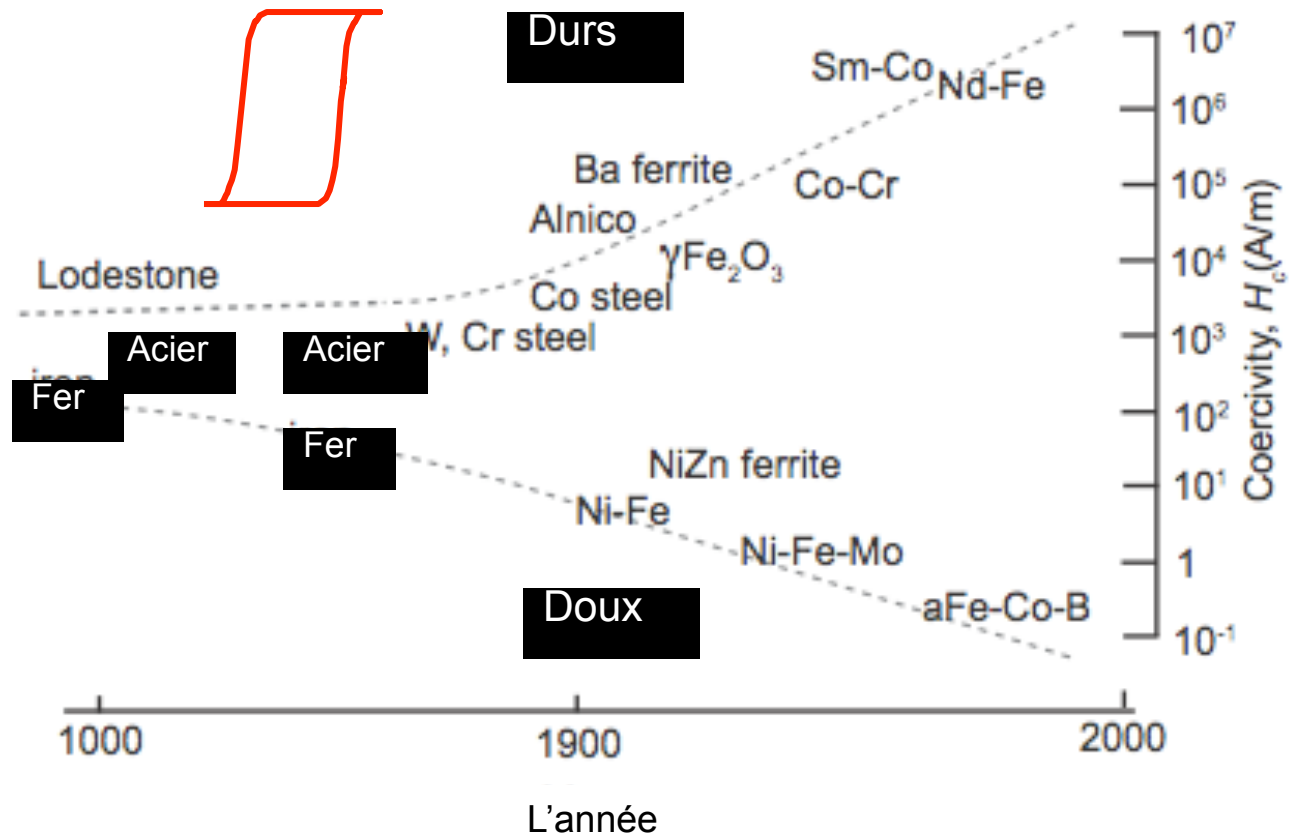 Durs
10⁷
Sm-Co
Nd-Fe
10⁶
Ba ferrite
Co-Cr
10⁵
Alnico
γFe₂O₃
10⁴
Lodestone
Co steel
W, Cr steel
10³
Acier
Acier
Fer
10²
Fer
NiZn ferrite
10¹
Ni-Fe
Ni-Fe-Mo
1
Doux
aFe-Co-B
10⁻¹
Coercivity, H꜀(A/m)
1000
1900
2000
L'année